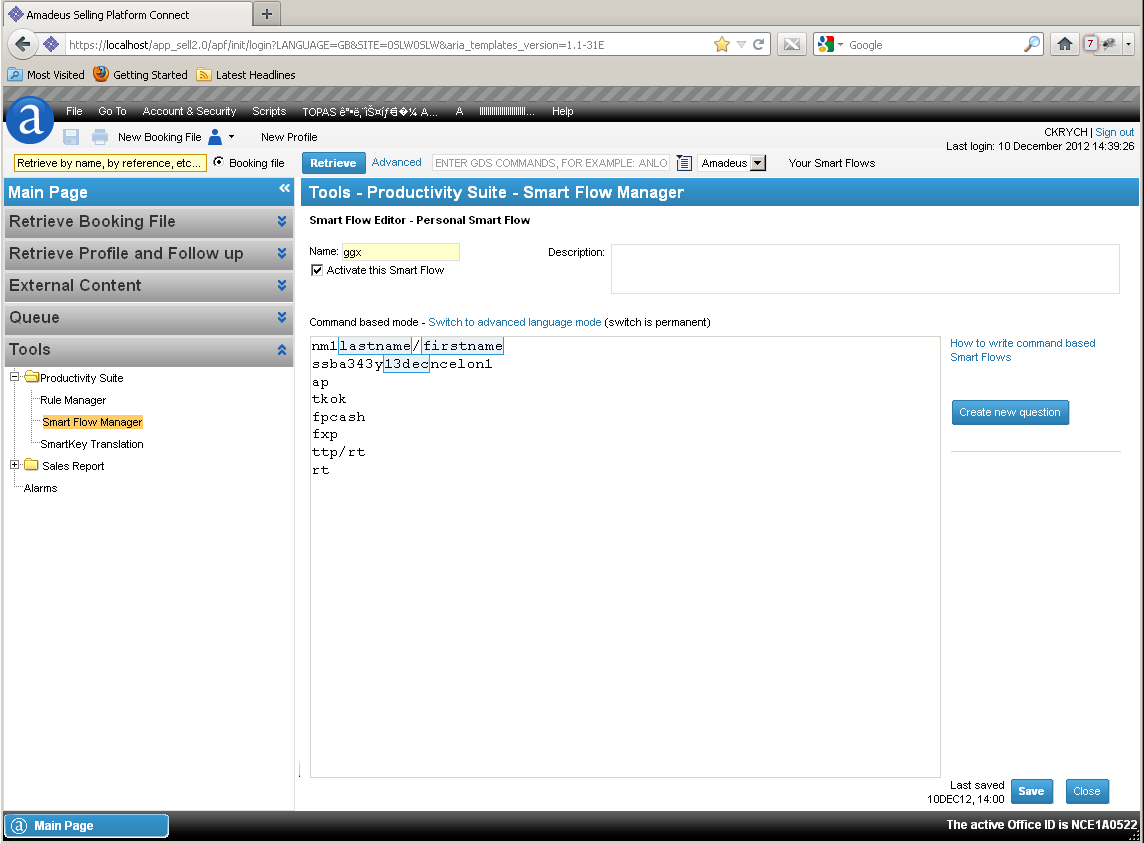 Amadeus Selling Platform Connect
https://localhost/app_sell2.0/apf/init/login?LANGUAGE=GB&SITE=0SLW0SLW&aria_templates_version=1.1-31E
Google
7
Most Visited Getting Started Latest Headlines
a
File Go To Account & Security Scripts TOPAS A... A Help
New Booking File New Profile
CKRYCH | Sign out
Last login: 10 December 2012 14:39:26
Retrieve by name, by reference, etc... Booking file Retrieve Advanced ENTER GDS COMMANDS, FOR EXAMPLE: ANLO Amadeus Your Smart Flows
Main Page
Retrieve Booking File
Retrieve Profile and Follow up
External Content
Queue
Tools
Productivity Suite
Rule Manager
Smart Flow Manager
SmartKey Translation
Sales Report
Alarms
Tools - Productivity Suite - Smart Flow Manager
Smart Flow Editor - Personal Smart Flow
Name: ggx Description:
Activate this Smart Flow
Command based mode - Switch to advanced language mode (switch is permanent)
nm1lastname/firstname
ssba343y13decncelon1
ap
tkok
fpcash
fxp
ttp/rt
rt
How to write command based
Smart Flows
Create new question
Last saved
10DEC12, 14:00
Save Close
a Main Page
The active Office ID is NCE1A0522